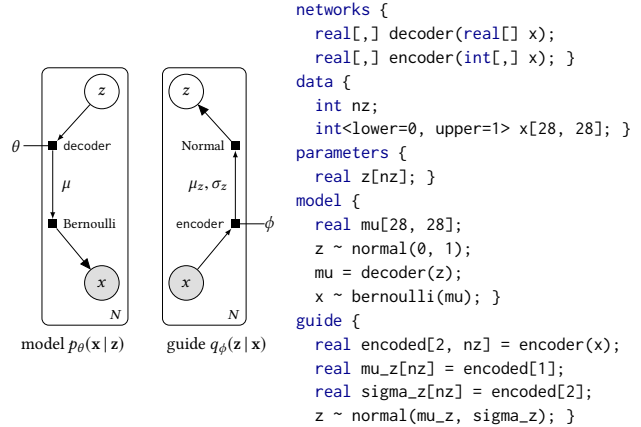 z
θ
decoder
μ
Bernoulli
x
N
model pθ(x | z)
z
Normal
μz, σz
encoder
ϕ
x
N
guide qϕ(z | x)
networks {
  real[,] decoder(real[] x);
  real[,] encoder(int[,] x); }
data {
  int nz;
  int<lower=0, upper=1> x[28, 28]; }
parameters {
  real z[nz]; }
model {
  real mu[28, 28];
  z ~ normal(0, 1);
  mu = decoder(z);
  x ~ bernoulli(mu); }
guide {
  real encoded[2, nz] = encoder(x);
  real mu_z[nz] = encoded[1];
  real sigma_z[nz] = encoded[2];
  z ~ normal(mu_z, sigma_z); }